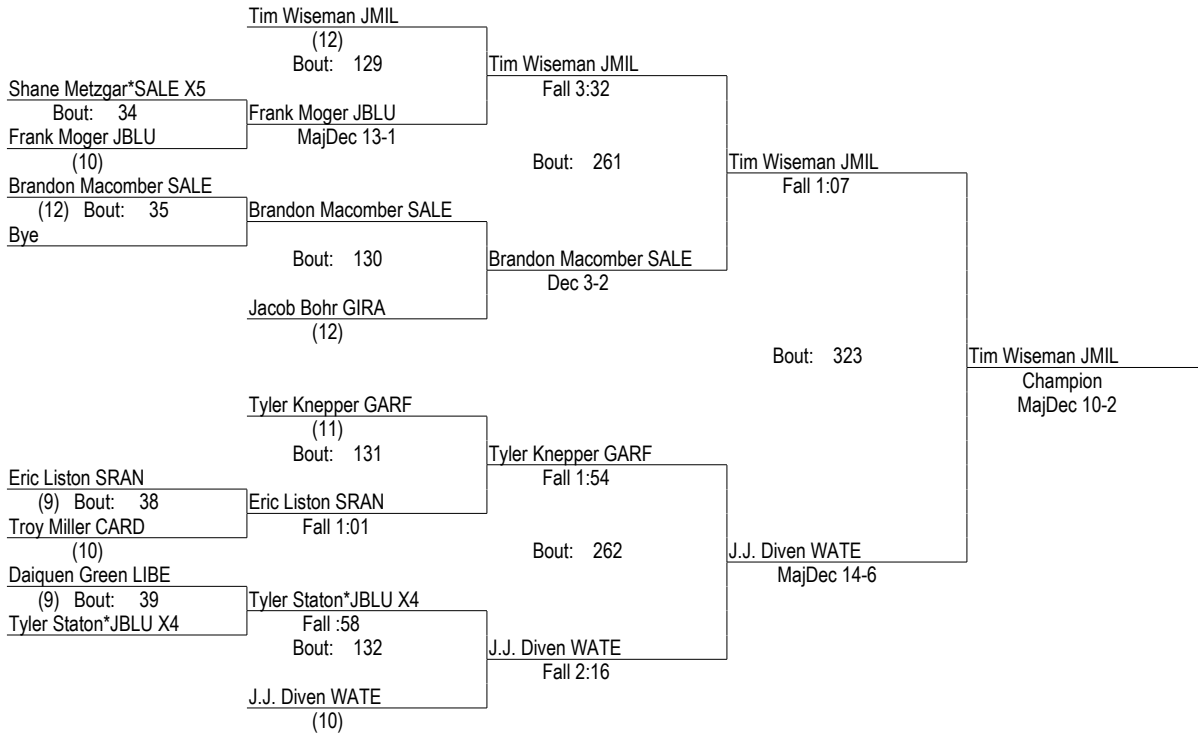 Tim Wiseman JMIL
(12)
Bout: 129
Tim Wiseman JMIL
Fall 3:32
Shane Metzgar*SALE X5
Bout: 34
Frank Moger JBLU
MajDec 13-1
Frank Moger JBLU
(10)
Bout: 261
Tim Wiseman JMIL
Fall 1:07
Brandon Macomber SALE
(12) Bout: 35
Brandon Macomber SALE
Bye
Bout: 130
Brandon Macomber SALE
Dec 3-2
Jacob Bohr GIRA
(12)
Bout: 323
Tim Wiseman JMIL
Champion
MajDec 10-2
Tyler Knepper GARF
(11)
Bout: 131
Tyler Knepper GARF
Fall 1:54
Eric Liston SRAN
(9) Bout: 38
Eric Liston SRAN
Fall 1:01
Troy Miller CARD
(10)
Bout: 262
J.J. Diven WATE
MajDec 14-6
Daiquen Green LIBE
(9) Bout: 39
Tyler Staton*JBLU X4
Fall :58
Tyler Staton*JBLU X4
Bout: 132
J.J. Diven WATE
Fall 2:16
J.J. Diven WATE
(10)